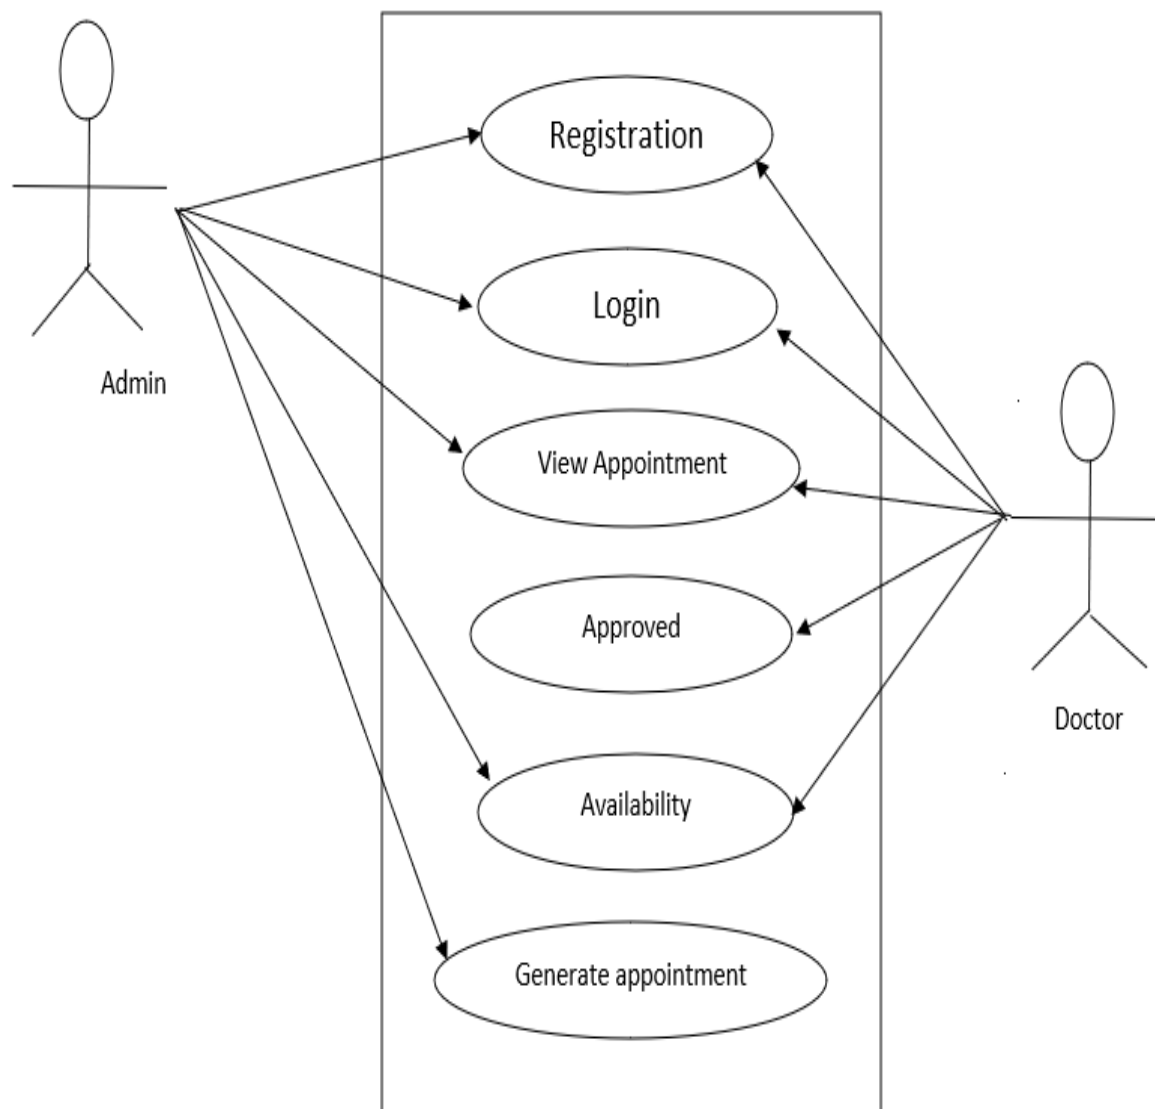 Registration
Login
Admin
View Appointment
Approved
Doctor
Availability
Generate appointment